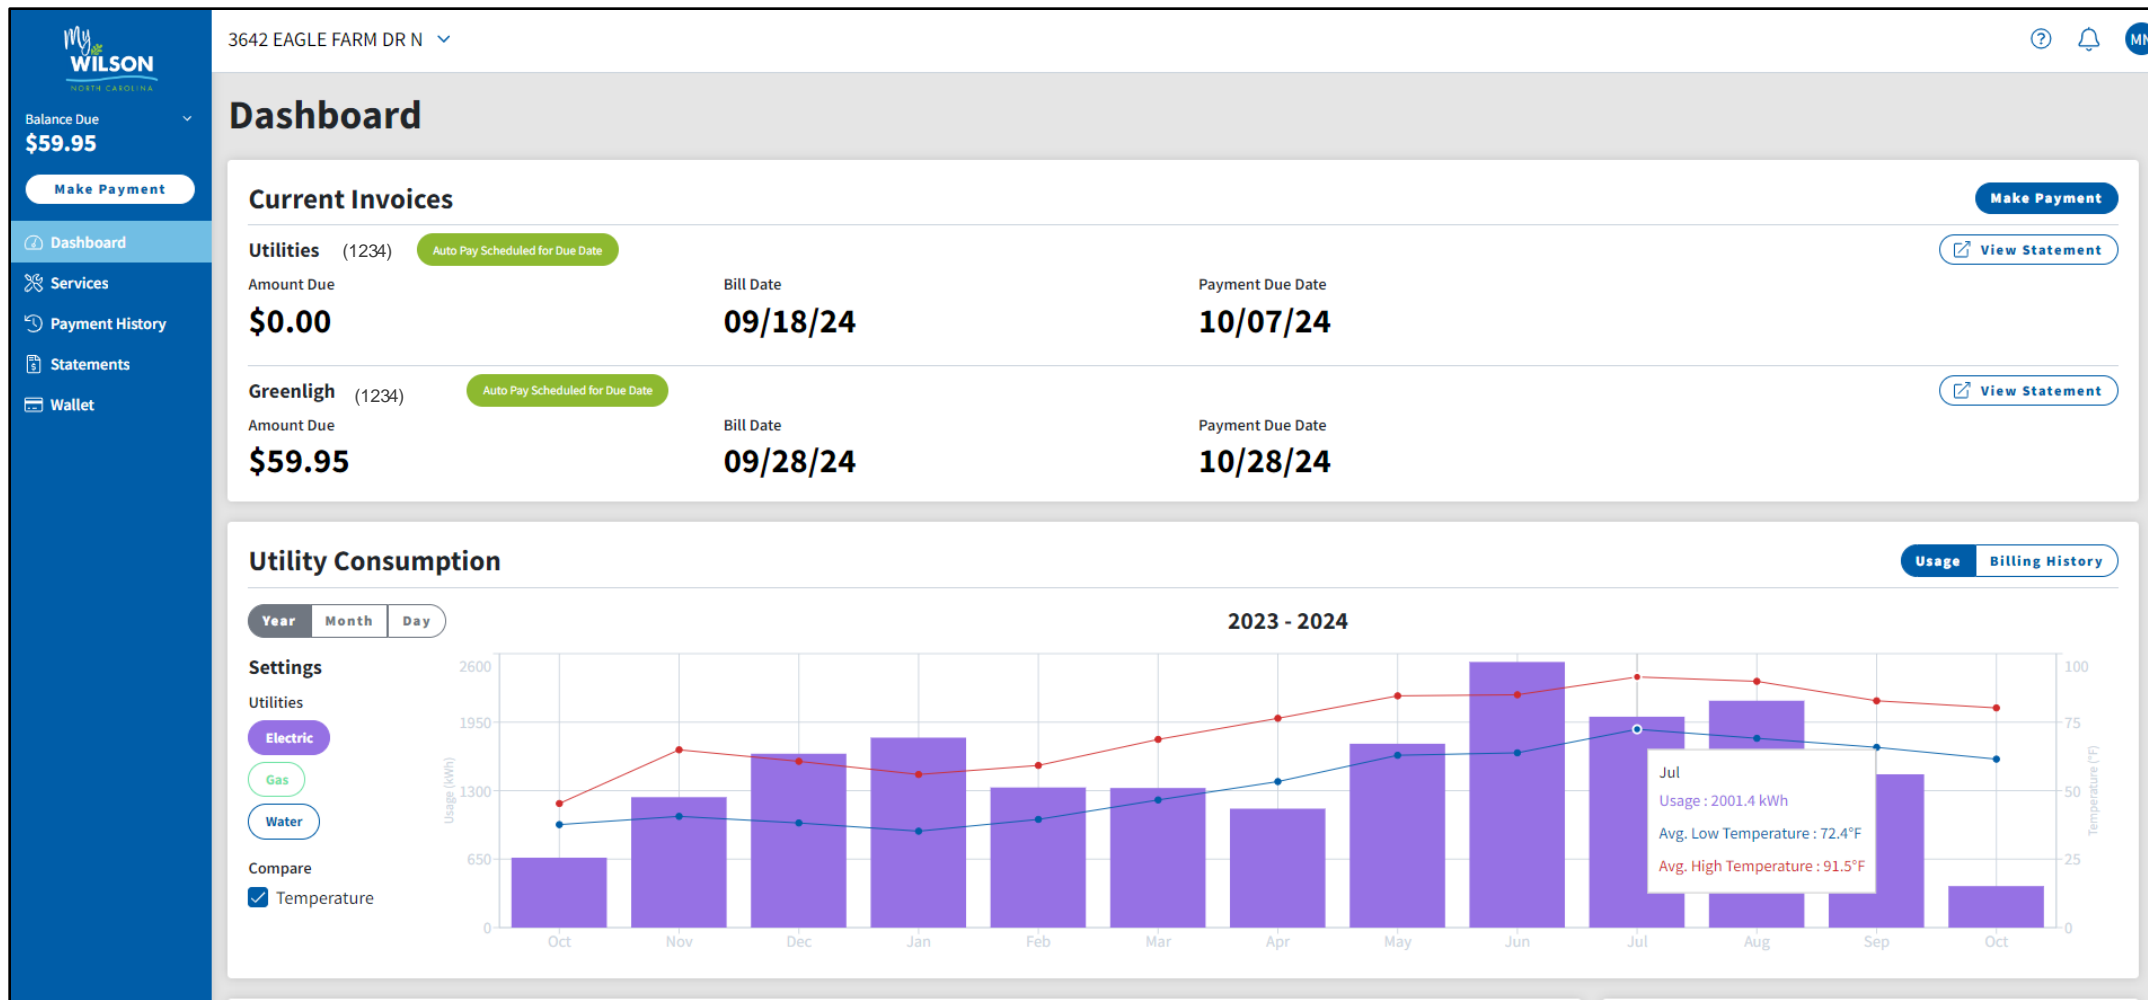 My
WILSON
NORTH CAROLINA
3642 EAGLE FARM DR N
MN
Balance Due
$59.95
Make Payment
Dashboard
Services
Payment History
Statements
Wallet
Dashboard
Current Invoices
Make Payment
Utilities (1234) Auto Pay Scheduled for Due Date
View Statement
Amount Due Bill Date Payment Due Date
$0.00 09/18/24 10/07/24
Greenligh (1234) Auto Pay Scheduled for Due Date
View Statement
Amount Due Bill Date Payment Due Date
$59.95 09/28/24 10/28/24
Utility Consumption
Usage Billing History
Year Month Day
2023 - 2024
Settings
Utilities
Electric
Gas
Water
Compare
Temperature
2600
1950
1300
650
0
Usage (kWh)
100
75
50
25
0
Temperature (°F)
Jul
Usage : 2001.4 kWh
Avg. Low Temperature : 72.4°F
Avg. High Temperature : 91.5°F
Oct Nov Dec Jan Feb Mar Apr May Jun Jul Aug Sep Oct